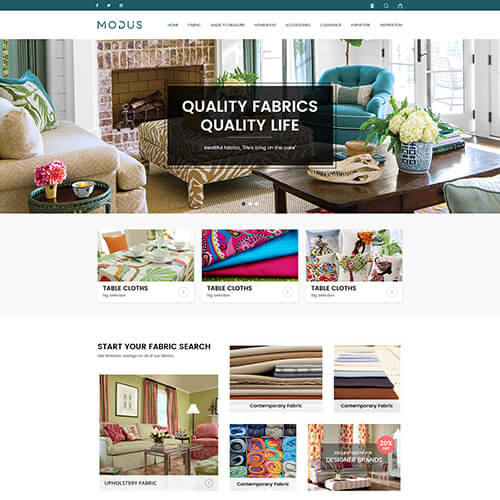 MODUS
HOME FABRIC MADE TO MEASURE HOMEWARE ACCESSORIES CLEARANCE FURNITURE INSPIRATION
QUALITY FABRICS
QUALITY LIFE
Beatiful fabrics, "life's icing on the cake"
TABLE CLOTHS
Big Selection
TABLE CLOTHS
Big Selection
TABLE CLOTHS
Big Selection
START YOUR FABRIC SEARCH
Get fantastic savings on all of our fabrics
Contemporary Fabric
Contemporary Fabric
UPHOLSTERY FABRIC
Contemporary Fabric
20%
OFF
DESIGNER BRANDS